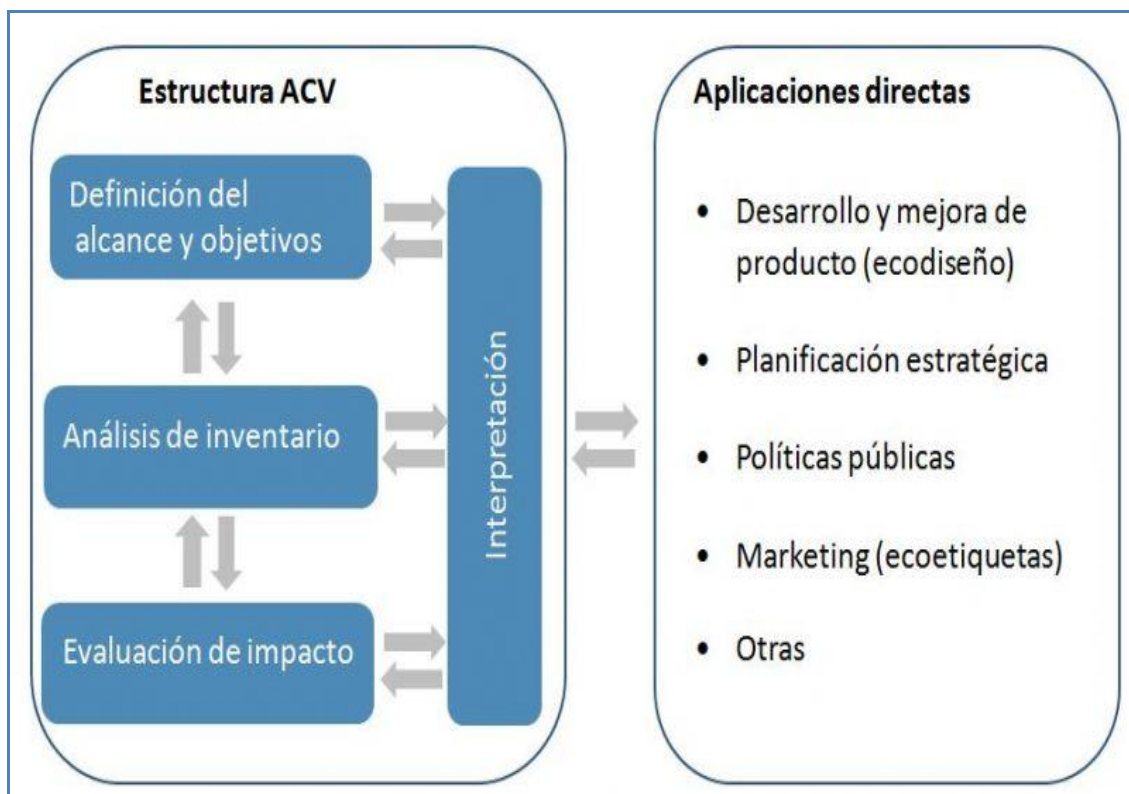 Estructura ACV
Definición del
alcance y objetivos
Análisis de inventario
Evaluación de impacto
Interpretación
Aplicaciones directas
• Desarrollo y mejora de
producto (ecodiseño)
• Planificación estratégica
• Políticas públicas
• Marketing (ecoetiquetas)
• Otras